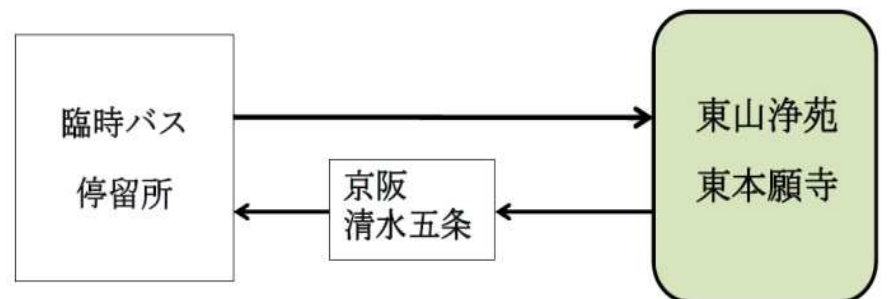 臨時バス
停留所
京阪
清水五条
東山浄苑
東本願寺